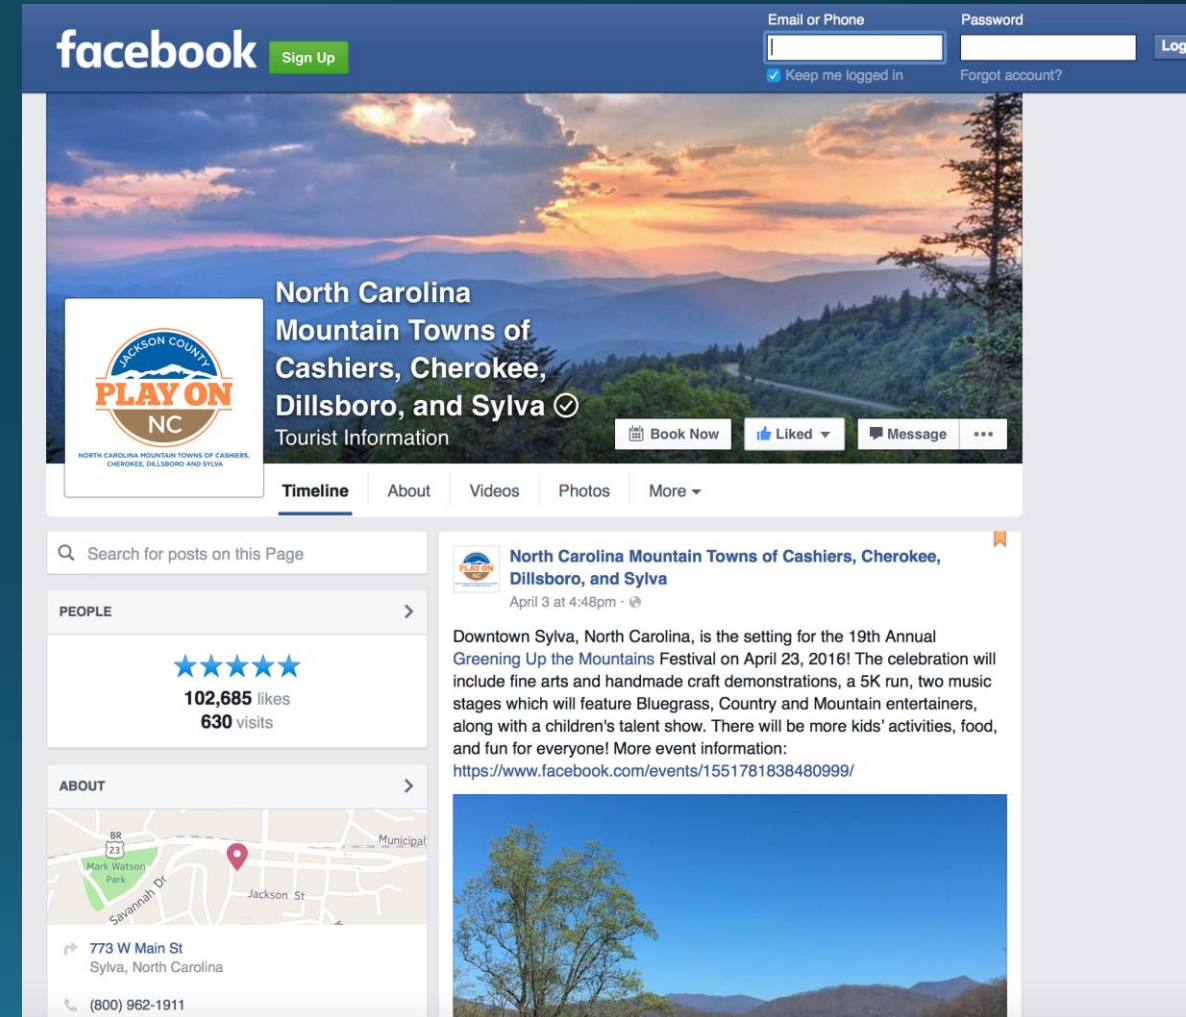 facebook
Sign Up
Email or Phone
Password
Keep me logged in
Forgot account?
Log
North Carolina
Mountain Towns of
Cashiers, Cherokee,
Dillsboro, and Sylva
Tourist Information
JACKSON COUNTY
PLAY ON
NC
NORTH CAROLINA MOUNTAIN TOWNS OF CASHIERS,
CHEROKEE, DILLSBORO AND SYLVA
Book Now
Liked
Message
Timeline
About
Videos
Photos
More
Search for posts on this Page
PEOPLE
102,685 likes
630 visits
ABOUT
BR
23
Mark Watson
Park
Savannah Dr
Jackson St
Municipal
773 W Main St
Sylva, North Carolina
(800) 962-1911
PLAY ON
NC
North Carolina Mountain Towns of Cashiers, Cherokee,
Dillsboro, and Sylva
April 3 at 4:48pm ·
Downtown Sylva, North Carolina, is the setting for the 19th Annual
Greening Up the Mountains Festival on April 23, 2016! The celebration will
include fine arts and handmade craft demonstrations, a 5K run, two music
stages which will feature Bluegrass, Country and Mountain entertainers,
along with a children's talent show. There will be more kids' activities, food,
and fun for everyone! More event information:
https://www.facebook.com/events/1551781838480999/